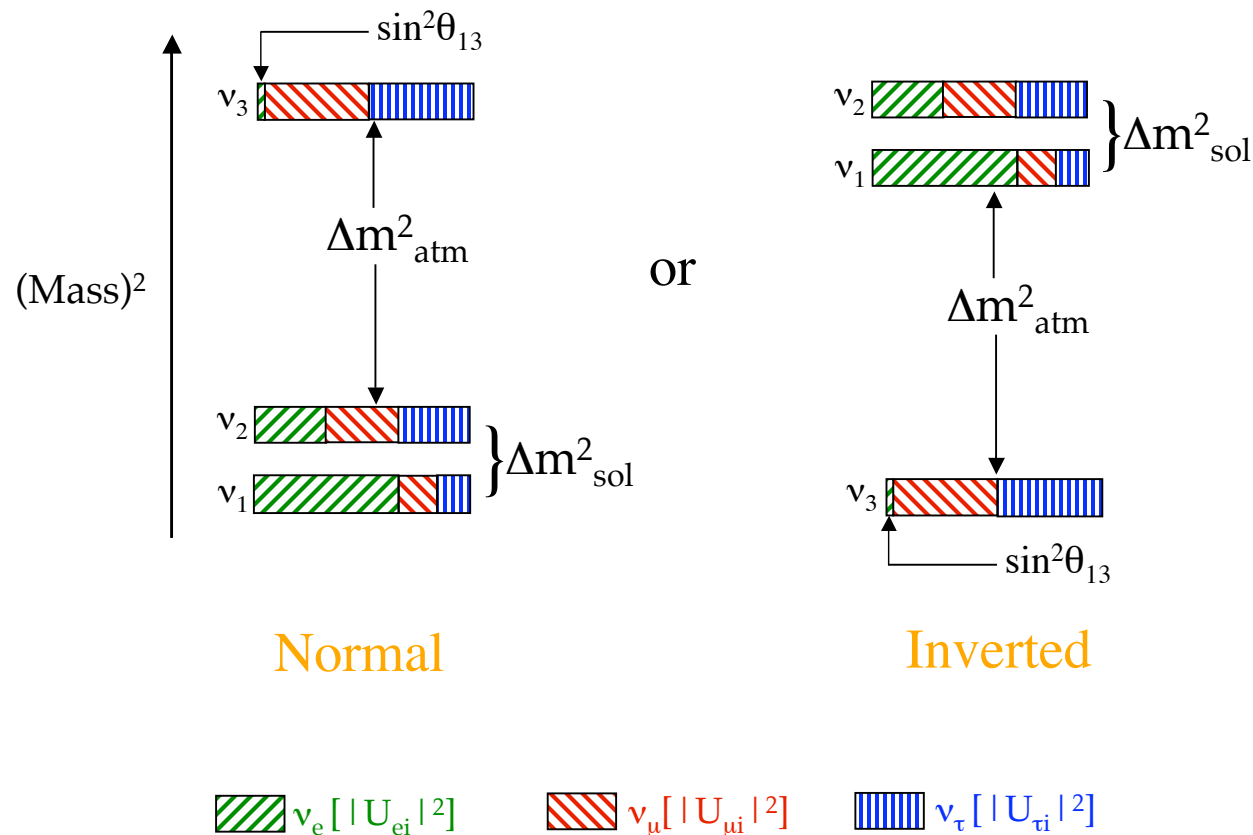 sin²θ₁₃
ν₃
Δm²atm
(Mass)²
ν₂
ν₁
Δm²sol
Normal
or
ν₂
ν₁
Δm²sol
Δm²atm
ν₃
sin²θ₁₃
Inverted
νe [ | Uei | ²]
νμ[ | Uμi | ²]
ντ [ | Uτi | ²]